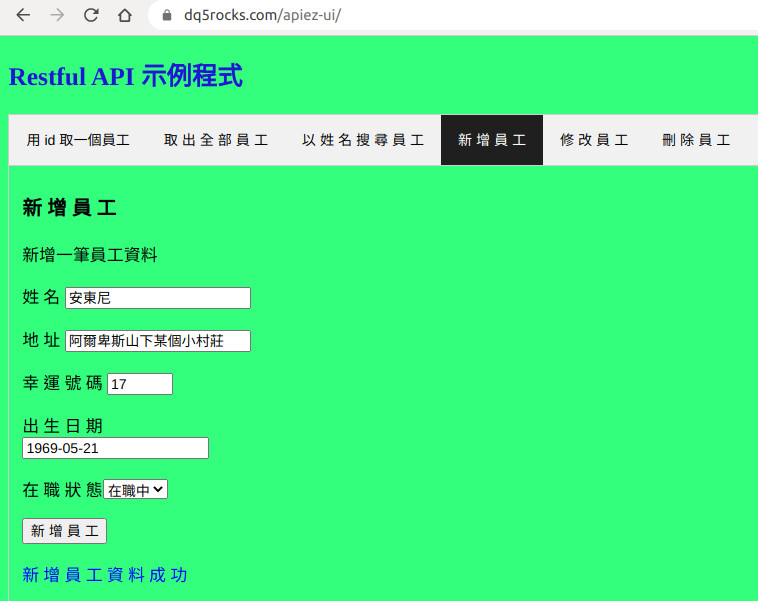 dq5rocks.com/apiez-ui/
Restful API 示例程式
用 id 取一個員工 取 出 全 部 員 工 以 姓 名 搜 尋 員 工 新 增 員 工 修 改 員 工 刪 除 員 工
新 增 員 工
新增一筆員工資料
姓 名 安東尼
地 址 阿爾卑斯山下某個小村莊
幸 運 號 碼 17
出 生 日 期
1969-05-21
在 職 狀 態 在職中
新 增 員 工
新 增 員 工 資 料 成 功